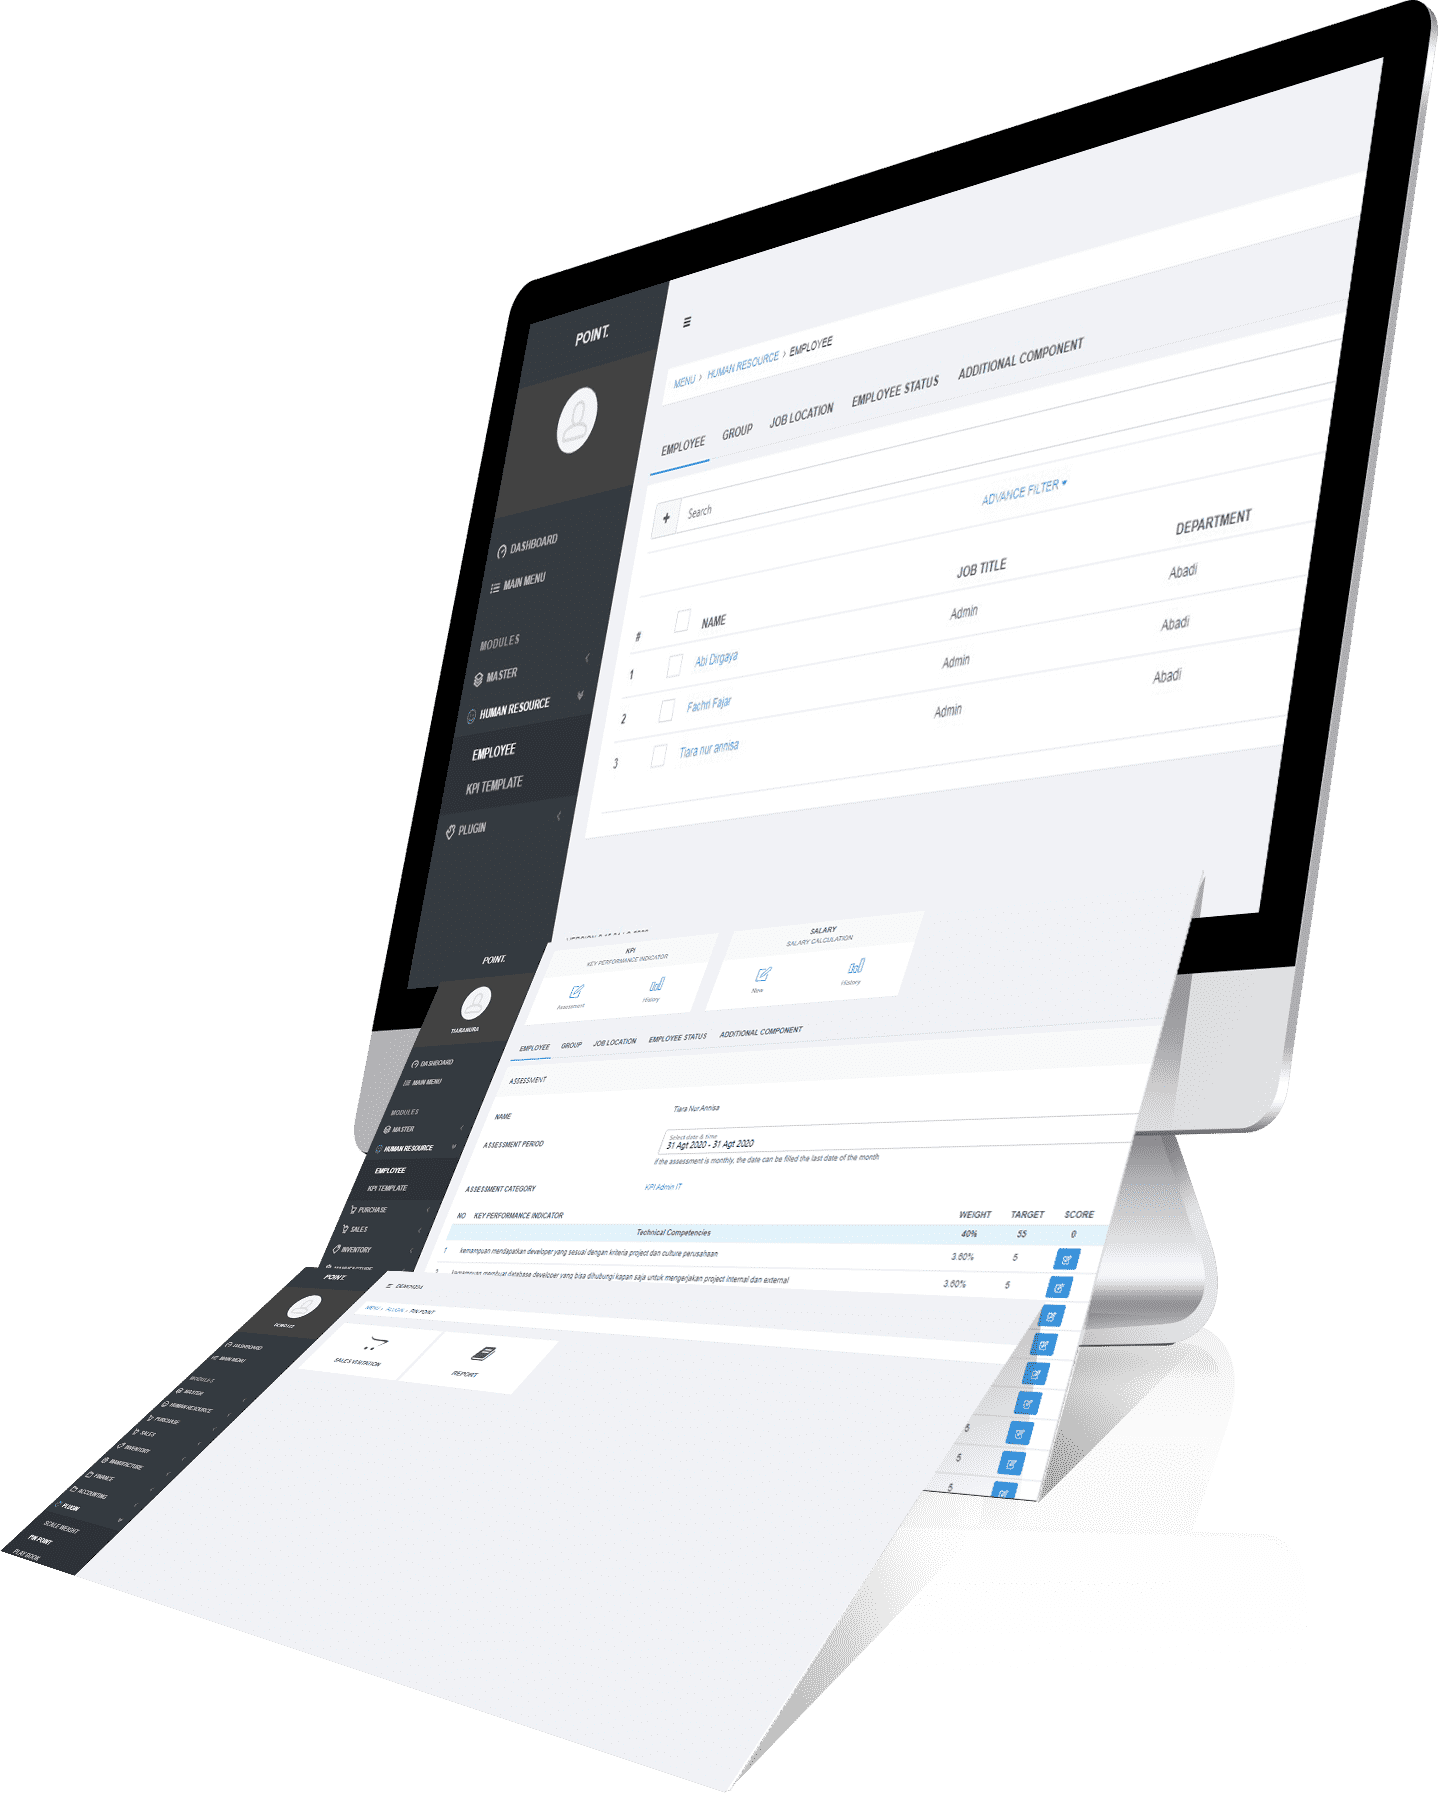 POINT.
MENU › HUMAN RESOURCE › EMPLOYEE
EMPLOYEE GROUP JOB LOCATION EMPLOYEE STATUS ADDITIONAL COMPONENT
+ Search
ADVANCE FILTER
# NAME JOB TITLE DEPARTMENT
1 Abi Dirgaya Admin Abadi
2 Fachri Fajar Admin Abadi
3 Tiara nur annisa Admin Abadi
DASHBOARD
MAIN MENU
MODULES
MASTER
HUMAN RESOURCE
EMPLOYEE
KPI TEMPLATE
PLUGIN
POINT.
TIARANURA
DASHBOARD
MAIN MENU
MODULES
MASTER
HUMAN RESOURCE
EMPLOYEE
KPI TEMPLATE
PURCHASE
SALES
INVENTORY
MANUFACTURE
KPI
KEY PERFORMANCE INDICATOR
Assessment History
SALARY
SALARY CALCULATION
New History
EMPLOYEE GROUP JOB LOCATION EMPLOYEE STATUS ADDITIONAL COMPONENT
ASSESSMENT
NAME Tiara Nur Annisa
ASSESSMENT PERIOD
Select date & time
31 Agt 2020 - 31 Agt 2020
if the assessment is monthly, the date can be filled the last date of the month
ASSESSMENT CATEGORY KPI Admin IT
NO KEY PERFORMANCE INDICATOR WEIGHT TARGET SCORE
Technical Competencies 40% 55 0
1 kemampuan mendapatkan developer yang sesuai dengan kriteria project dan culture perusahaan 3.60% 5
2 kemampuan membuat database developer yang bisa dihubungi kapan saja untuk mengerjakan project internal dan external 3.60% 5
5
5
5
POINT.
DASHBOARD
MAIN MENU
MODULES
MASTER
HUMAN RESOURCE
PURCHASE
SALES
INVENTORY
MANUFACTURE
FINANCE
ACCOUNTING
PLUGIN
SCALE WEIGHT
PIN POINT
PLAY BOOK
MENU › PLUGIN › PIN POINT
SALES VISITATION
REPORT